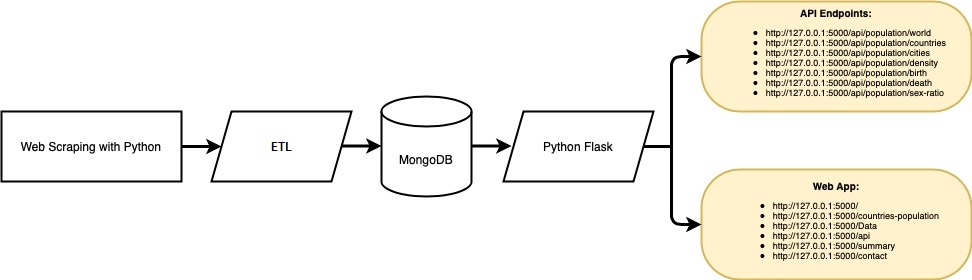 Web Scraping with Python
ETL
MongoDB
Python Flask
API Endpoints:
• http://127.0.0.1:5000/api/population/world
• http://127.0.0.1:5000/api/population/countries
• http://127.0.0.1:5000/api/population/cities
• http://127.0.0.1:5000/api/population/density
• http://127.0.0.1:5000/api/population/birth
• http://127.0.0.1:5000/api/population/death
• http://127.0.0.1:5000/api/population/sex-ratio
Web App:
• http://127.0.0.1:5000/
• http://127.0.0.1:5000/countries-population
• http://127.0.0.1:5000/Data
• http://127.0.0.1:5000/api
• http://127.0.0.1:5000/summary
• http://127.0.0.1:5000/contact